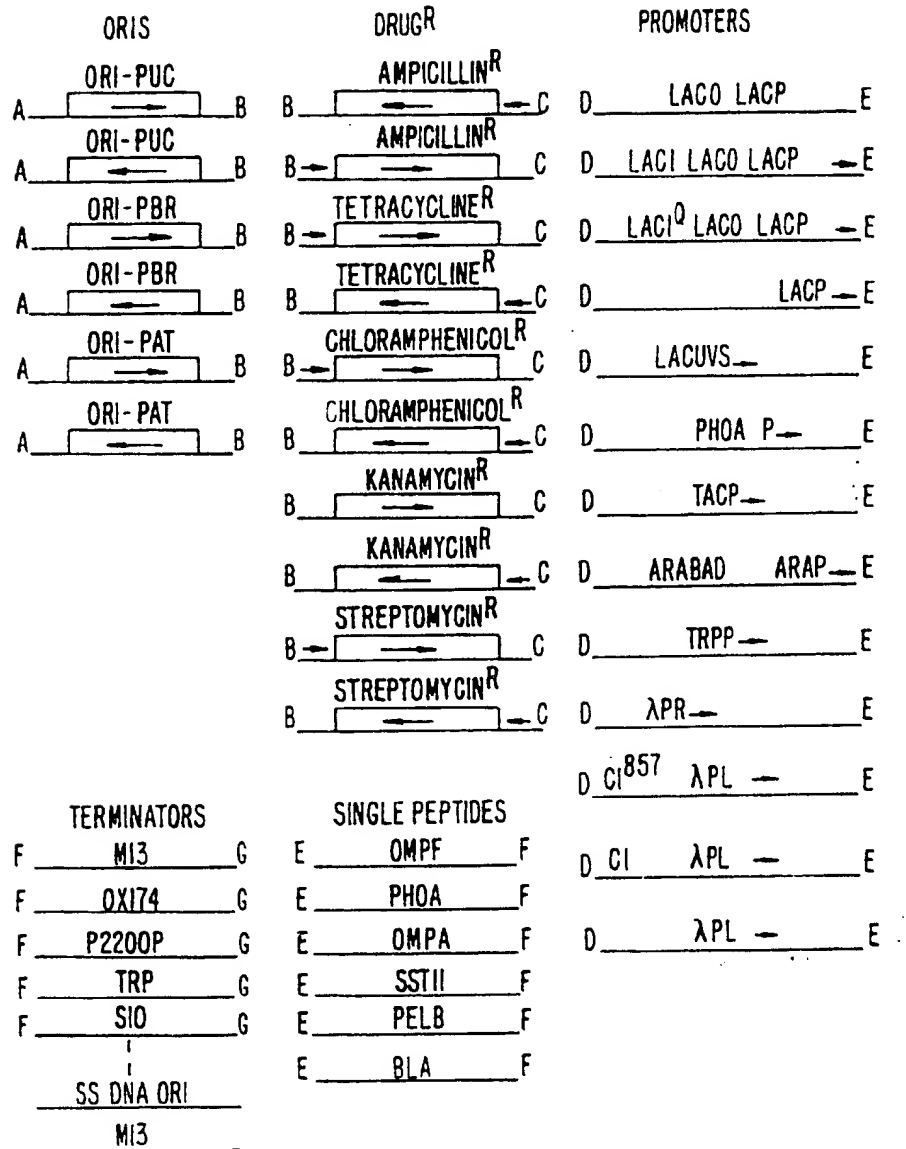 ORIS
ORI-PUC
A B
ORI-PUC
A B
ORI-PBR
A B
ORI-PBR
A B
ORI-PAT
A B
ORI-PAT
A B
DRUGR
AMPICILLINR
B C
AMPICILLINR
B C
TETRACYCLINER
B C
TETRACYCLINER
B C
CHLORAMPHENICOLR
B C
CHLORAMPHENICOLR
B C
KANAMYCINR
B C
KANAMYCINR
B C
STREPTOMYCINR
B C
STREPTOMYCINR
B C
PROMOTERS
D LACO LACP E
D LACI LACO LACP E
D LACIQ LACO LACP E
D LACP E
D LACUVS E
D PHOA P E
D TACP E
D ARABAD ARAP E
D TRPP E
D λPR E
D CI857 λPL E
D CI λPL E
D λPL E
TERMINATORS
F M13 G
F OX174 G
F P2200P G
F TRP G
F S10 G
SS DNA ORI
M13
SINGLE PEPTIDES
E OMPF F
E PHOA F
E OMPA F
E SSTII F
E PELB F
E BLA F